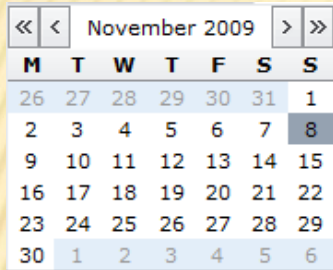 « < November 2009 > »
M T W T F S S
26 27 28 29 30 31 1
2 3 4 5 6 7 8
9 10 11 12 13 14 15
16 17 18 19 20 21 22
23 24 25 26 27 28 29
30 1 2 3 4 5 6